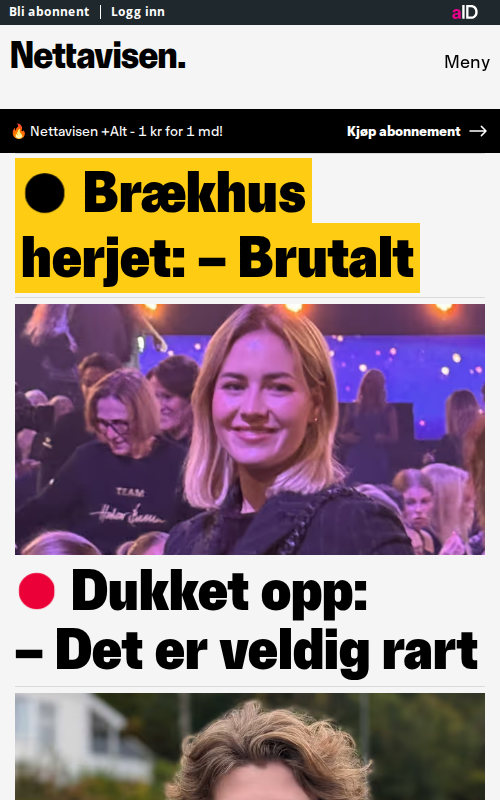 Bli abonnent | Logg inn
aID
Nettavisen.
Meny
🔥 Nettavisen +Alt - 1 kr for 1 md!
Kjøp abonnement →
Brækhus
herjet: – Brutalt
TEAM
Dukket opp:
– Det er veldig rart